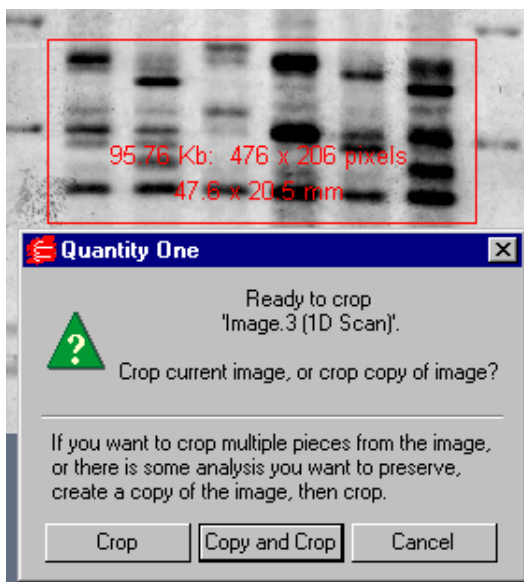 95.76 Kb: 476 x 206 pixels
47.6 x 20.5 mm
Quantity One
Ready to crop
'Image.3 (1D Scan)'.
Crop current image, or crop copy of image?
If you want to crop multiple pieces from the image,
or there is some analysis you want to preserve,
create a copy of the image, then crop.
Crop
Copy and Crop
Cancel